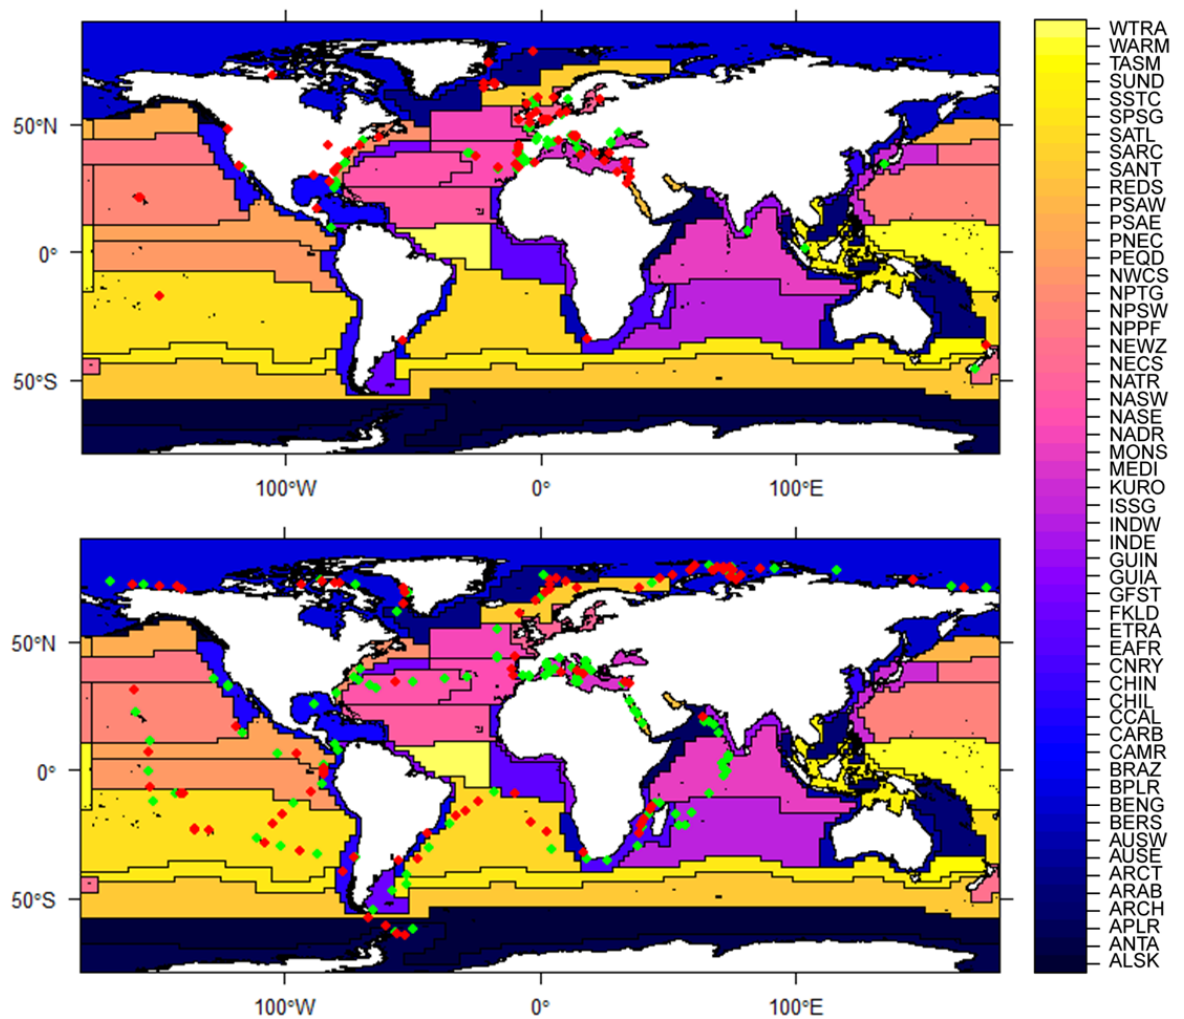 50°N
0°
50°S
100°W
0°
100°E
50°N
0°
50°S
100°W
0°
100°E
WTRA
WARM
TASM
SUND
SSTC
SPSG
SATL
SARC
SANT
REDS
PSAW
PSAE
PNEC
PEQD
NWCS
NPTG
NPSW
NPPF
NEWZ
NECS
NATR
NASW
NASE
NADR
MONS
MEDI
KURO
ISSG
INDW
INDE
GUIN
GUIA
GFST
FKLD
ETRA
EAFR
CNRY
CHIN
CHIL
CCAL
CARB
CAMR
BRAZ
BPLR
BENG
BERS
AUSW
AUSE
ARCT
ARAB
ARCH
APLR
ANTA
ALSK